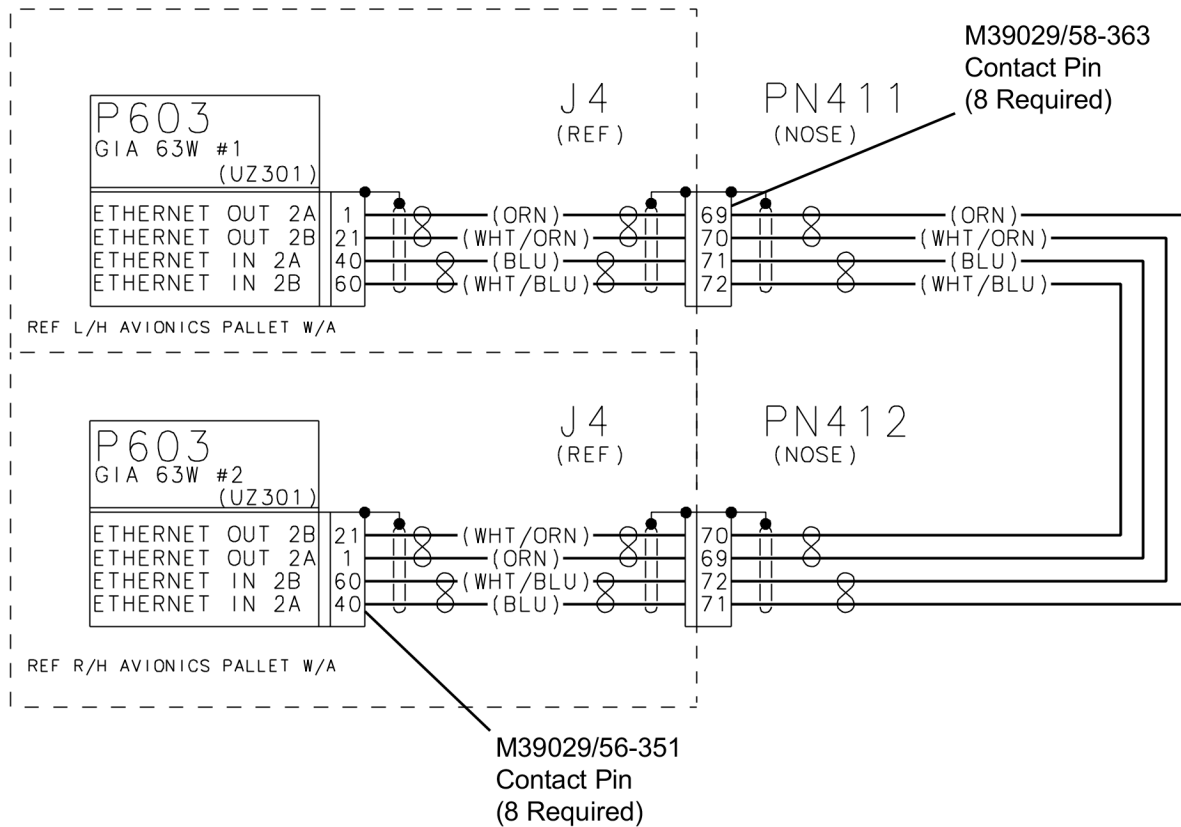 M39029/58-363
Contact Pin
(8 Required)
P603
GIA 63W #1
(UZ301)
J4
(REF)
PN411
(NOSE)
ETHERNET OUT 2A 1 (ORN) 69 (ORN)
ETHERNET OUT 2B 21 (WHT/ORN) 70 (WHT/ORN)
ETHERNET IN 2A 40 (BLU) 71 (BLU)
ETHERNET IN 2B 60 (WHT/BLU) 72 (WHT/BLU)
REF L/H AVIONICS PALLET W/A
P603
GIA 63W #2
(UZ301)
J4
(REF)
PN412
(NOSE)
ETHERNET OUT 2B 21 (WHT/ORN) 70
ETHERNET OUT 2A 1 (ORN) 69
ETHERNET IN 2B 60 (WHT/BLU) 72
ETHERNET IN 2A 40 (BLU) 71
REF R/H AVIONICS PALLET W/A
M39029/56-351
Contact Pin
(8 Required)